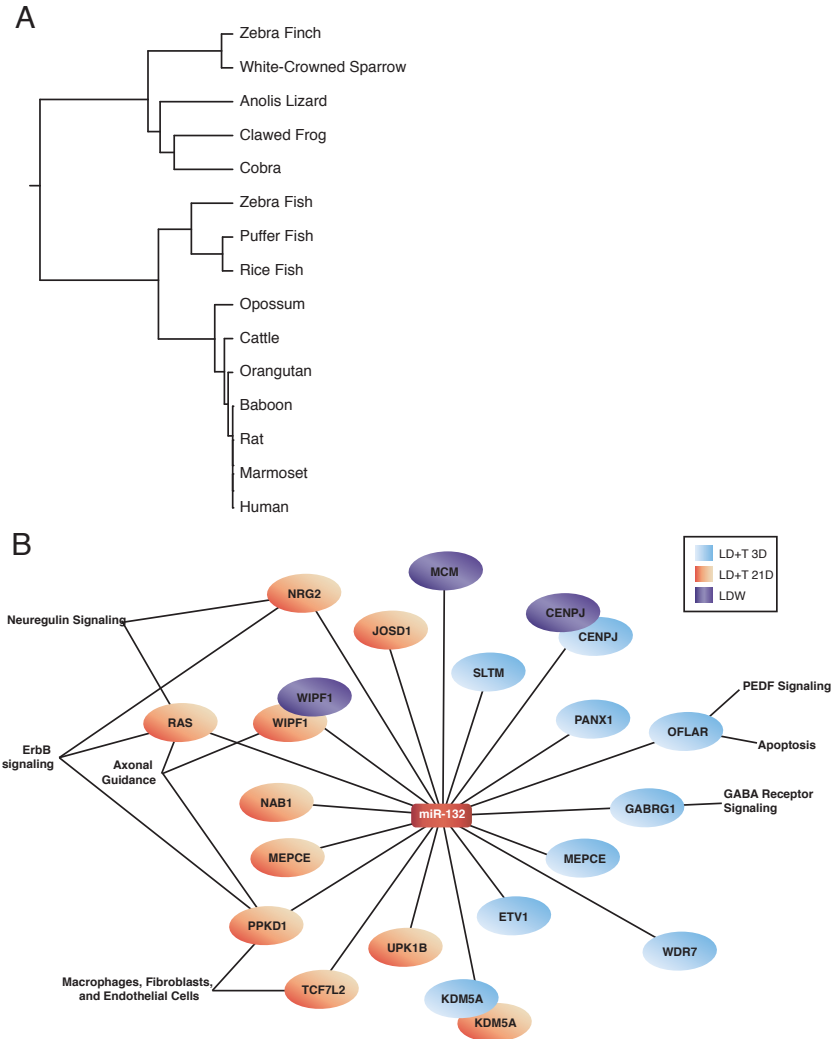 A
Zebra Finch
White-Crowned Sparrow
Anolis Lizard
Clawed Frog
Cobra
Zebra Fish
Puffer Fish
Rice Fish
Opossum
Cattle
Orangutan
Baboon
Rat
Marmoset
Human
B
LD+T 3D
LD+T 21D
LDW
MCM
NRG2
CENPJ
CENPJ
Neuregulin Signaling
JOSD1
SLTM
PEDF Signaling
WIPF1
WIPF1
RAS
PANX1
OFLAR
Apoptosis
ErbB
signaling
Axonal
Guidance
NAB1
miR-132
GABRG1
GABA Receptor
Signaling
MEPCE
MEPCE
PPKD1
ETV1
UPK1B
WDR7
Macrophages, Fibroblasts,
and Endothelial Cells
TCF7L2
KDM5A
KDM5A